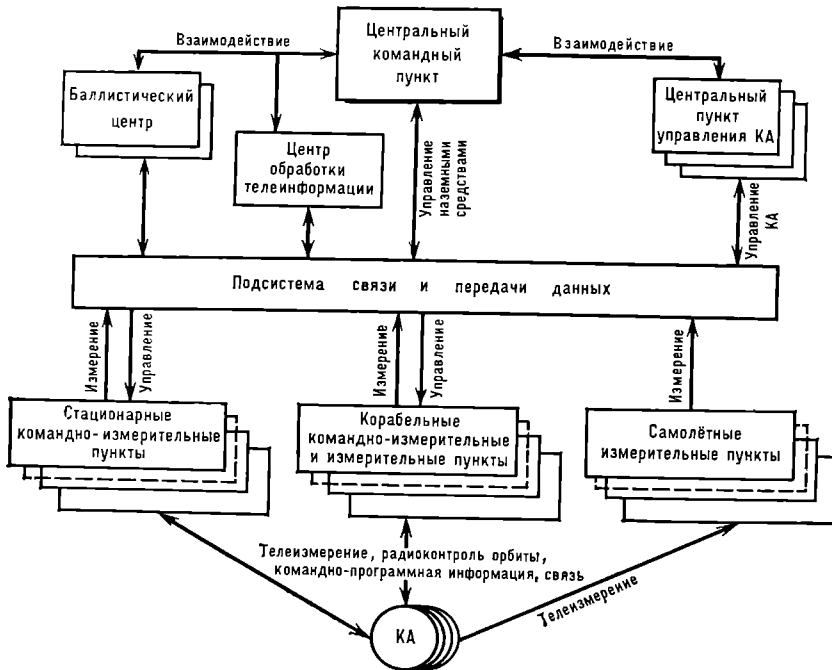 Взаимодействие
Центральный
командный
пункт
Взаимодействие
Баллистический
центр
Центр
обработки
телеинформации
Управление
наземными
средствами
Центральный
пункт
управления КА
Управление
КА
Подсистема связи и передачи данных
Измерение
Управление
Измерение
Управление
Измерение
Стационарные
командно-измерительные
пункты
Корабельные
командно-измерительные
и измерительные пункты
Самолётные
измерительные пункты
Телеизмерение, радиоконтроль орбиты,
командно-программная информация, связь
Телеизмерение
КА